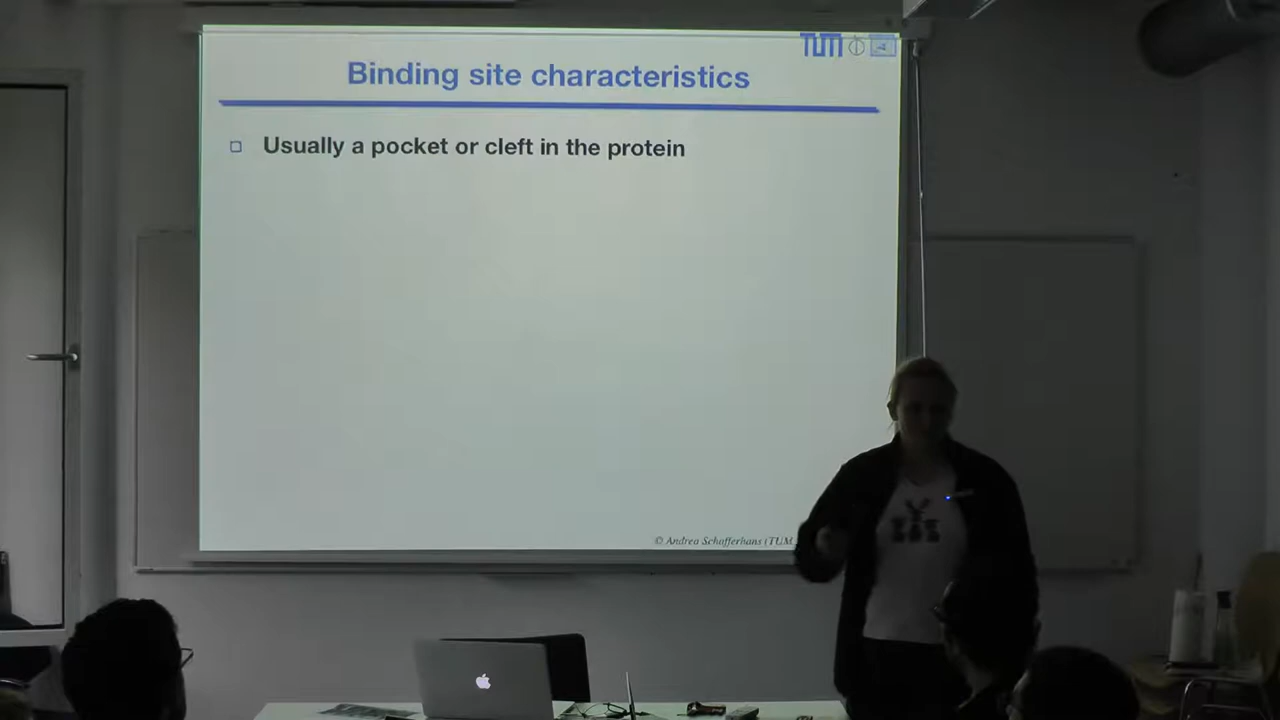 TUM
Binding site characteristics
Usually a pocket or cleft in the protein
© Andrea Schafferhans (TUM